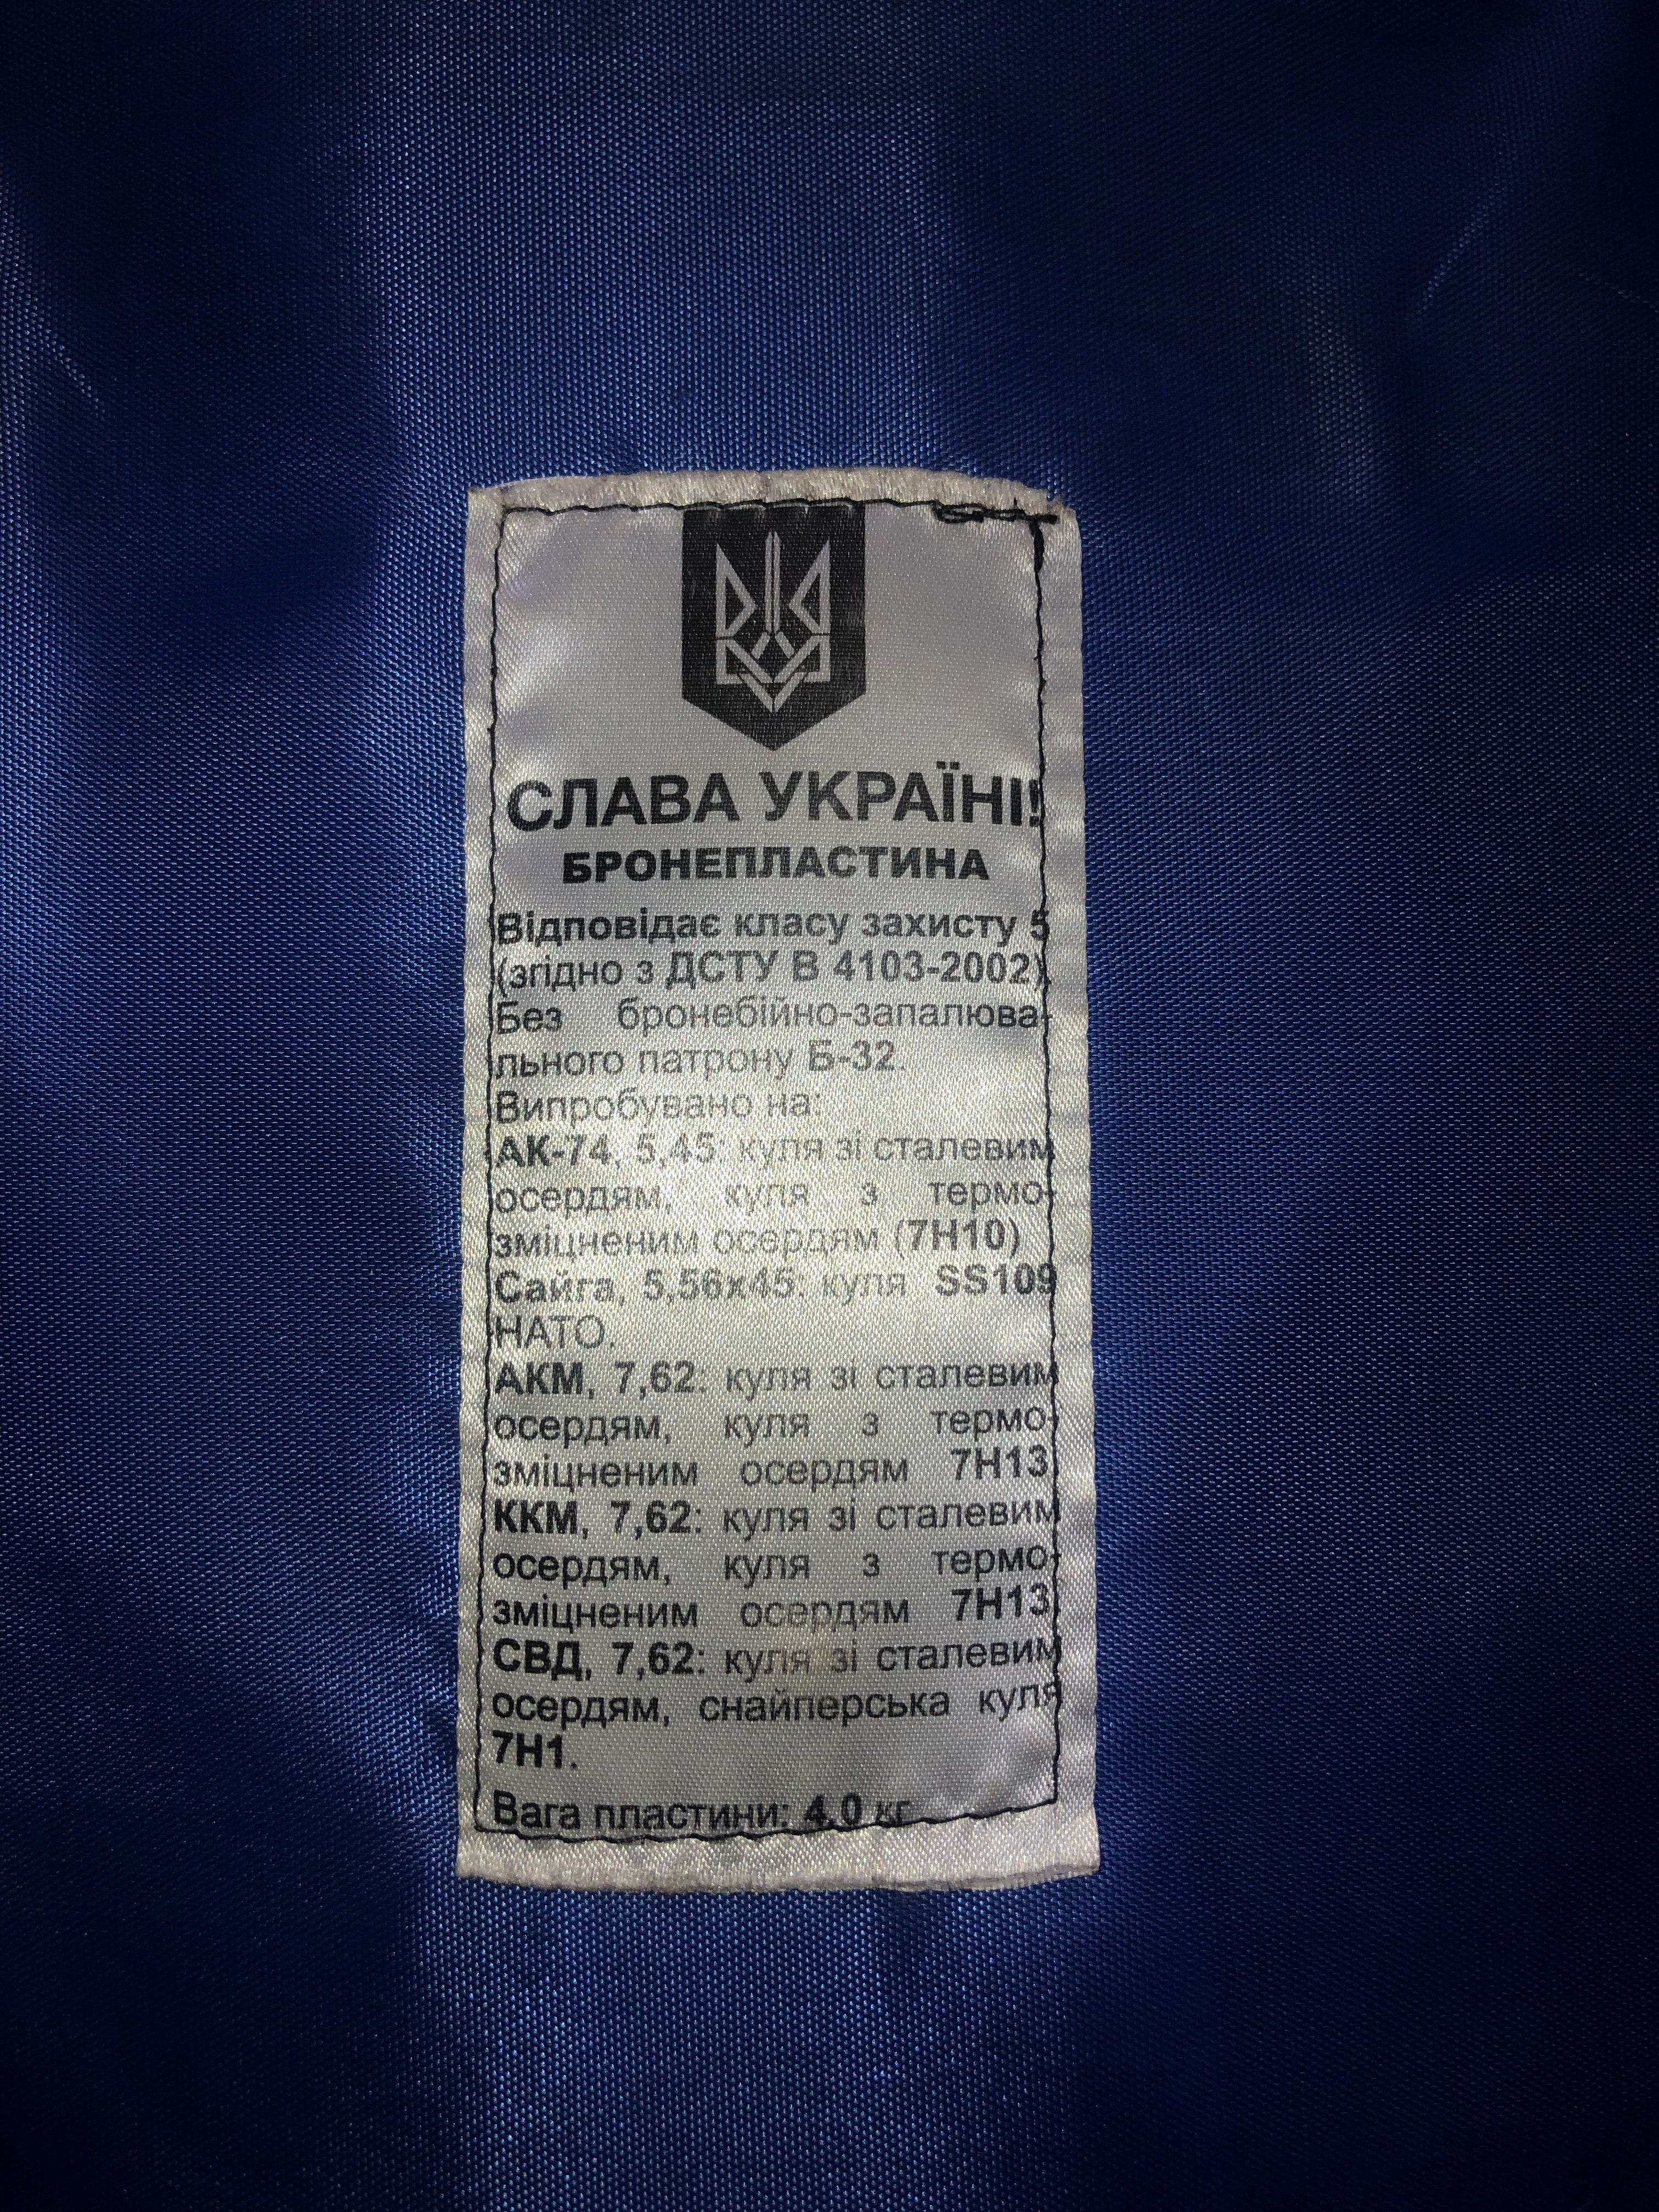 СЛАВА УКРАЇНІ!
БРОНЕПЛАСТИНА
Відповідає класу захисту 5
(згідно з ДСТУ В 4103-2002)
Без бронебійно-запалюва-
льного патрону Б-32.
Випробувано на:
АК-74, 5,45: куля зі сталевим
осердям, куля з термо-
зміцненим осердям (7Н10)
Сайга, 5,56х45: куля SS109
НАТО.
АКМ, 7,62: куля зі сталевим
осердям, куля з термо-
зміцненим осердям 7Н13
ККМ, 7,62: куля зі сталевим
осердям, куля з термо-
зміцненим осердям 7Н13
СВД, 7,62: куля зі сталевим
осердям, снайперська куля
7Н1.
Вага пластини: 4.0 кг